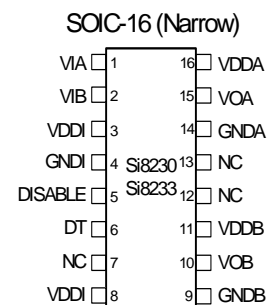 SOIC-16 (Narrow)
VIA 1 16 VDDA
VIB 2 15 VOA
VDDI 3 14 GNDA
GNDI 4 Si8230 13 NC
DISABLE 5 Si8233 12 NC
DT 6 11 VDDB
NC 7 10 VOB
VDDI 8 9 GNDB